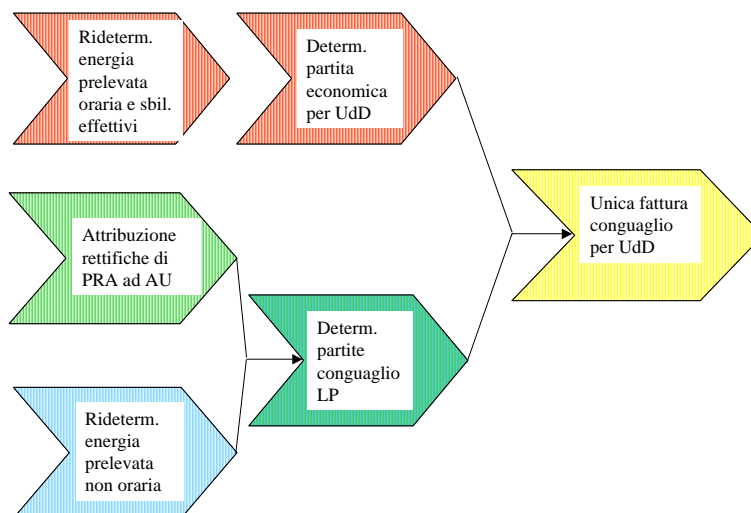 Rideterm.
energia
prelevata
oraria e sbil.
effettivi
Determ.
partita
economica
per UdD
Attribuzione
rettifiche di
PRA ad AU
Rideterm.
energia
prelevata
non oraria
Determ.
partite
conguaglio
LP
Unica fattura
conguaglio
per UdD